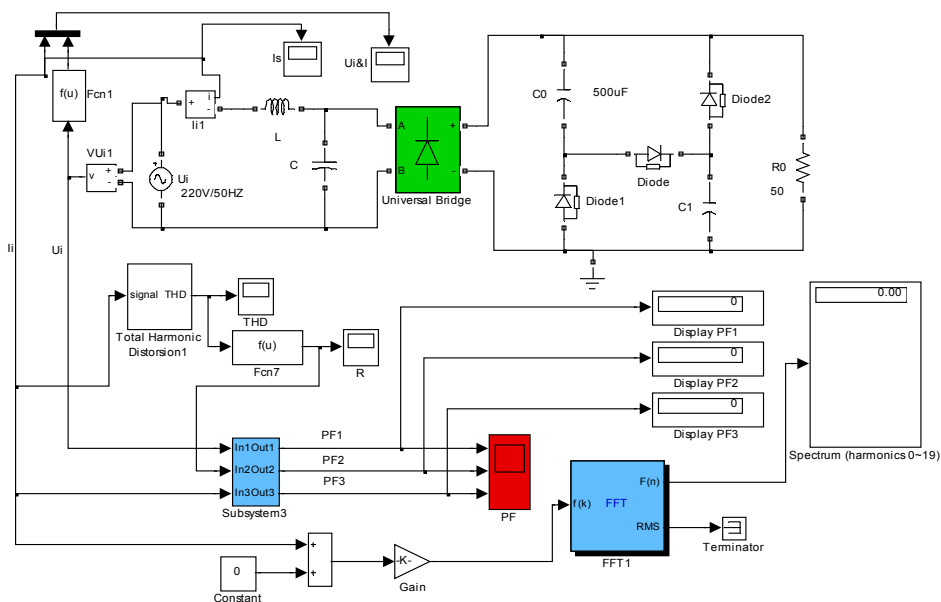 Is
Ui&I
f(u)
Fcn1
i
+
-
Ii1
L
C
A
B
+
-
Universal Bridge
C0
500uF
Diode2
Diode
Diode1
C1
R0
50
VUi1
v
+
-
Ui
220V/50HZ
Ii
Ui
signal THD
Total Harmonic
Distorsion1
THD
f(u)
Fcn7
R
0
Display PF1
0
Display PF2
0
Display PF3
0.00
Spectrum (harmonics 0~19)
In1Out1
In2Out2
In3Out3
Subsystem3
PF1
PF2
PF3
PF
f(k)
FFT
F(n)
RMS
FFT1
Terminator
0
Constant
+
+
-K-
Gain